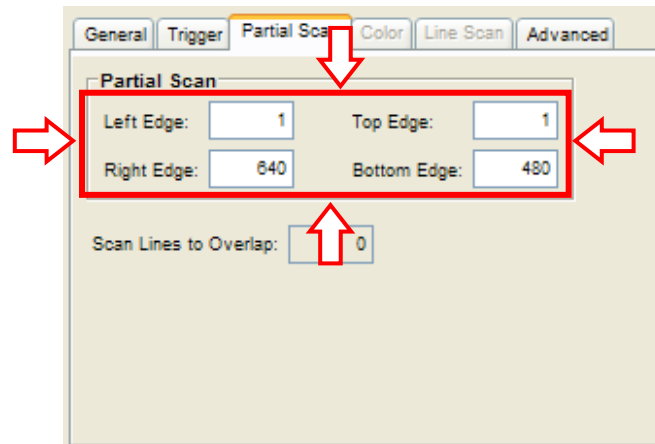 General Trigger Partial Scan Color Line Scan Advanced
Partial Scan
Left Edge: 1 Top Edge: 1
Right Edge: 640 Bottom Edge: 480
Scan Lines to Overlap: 0